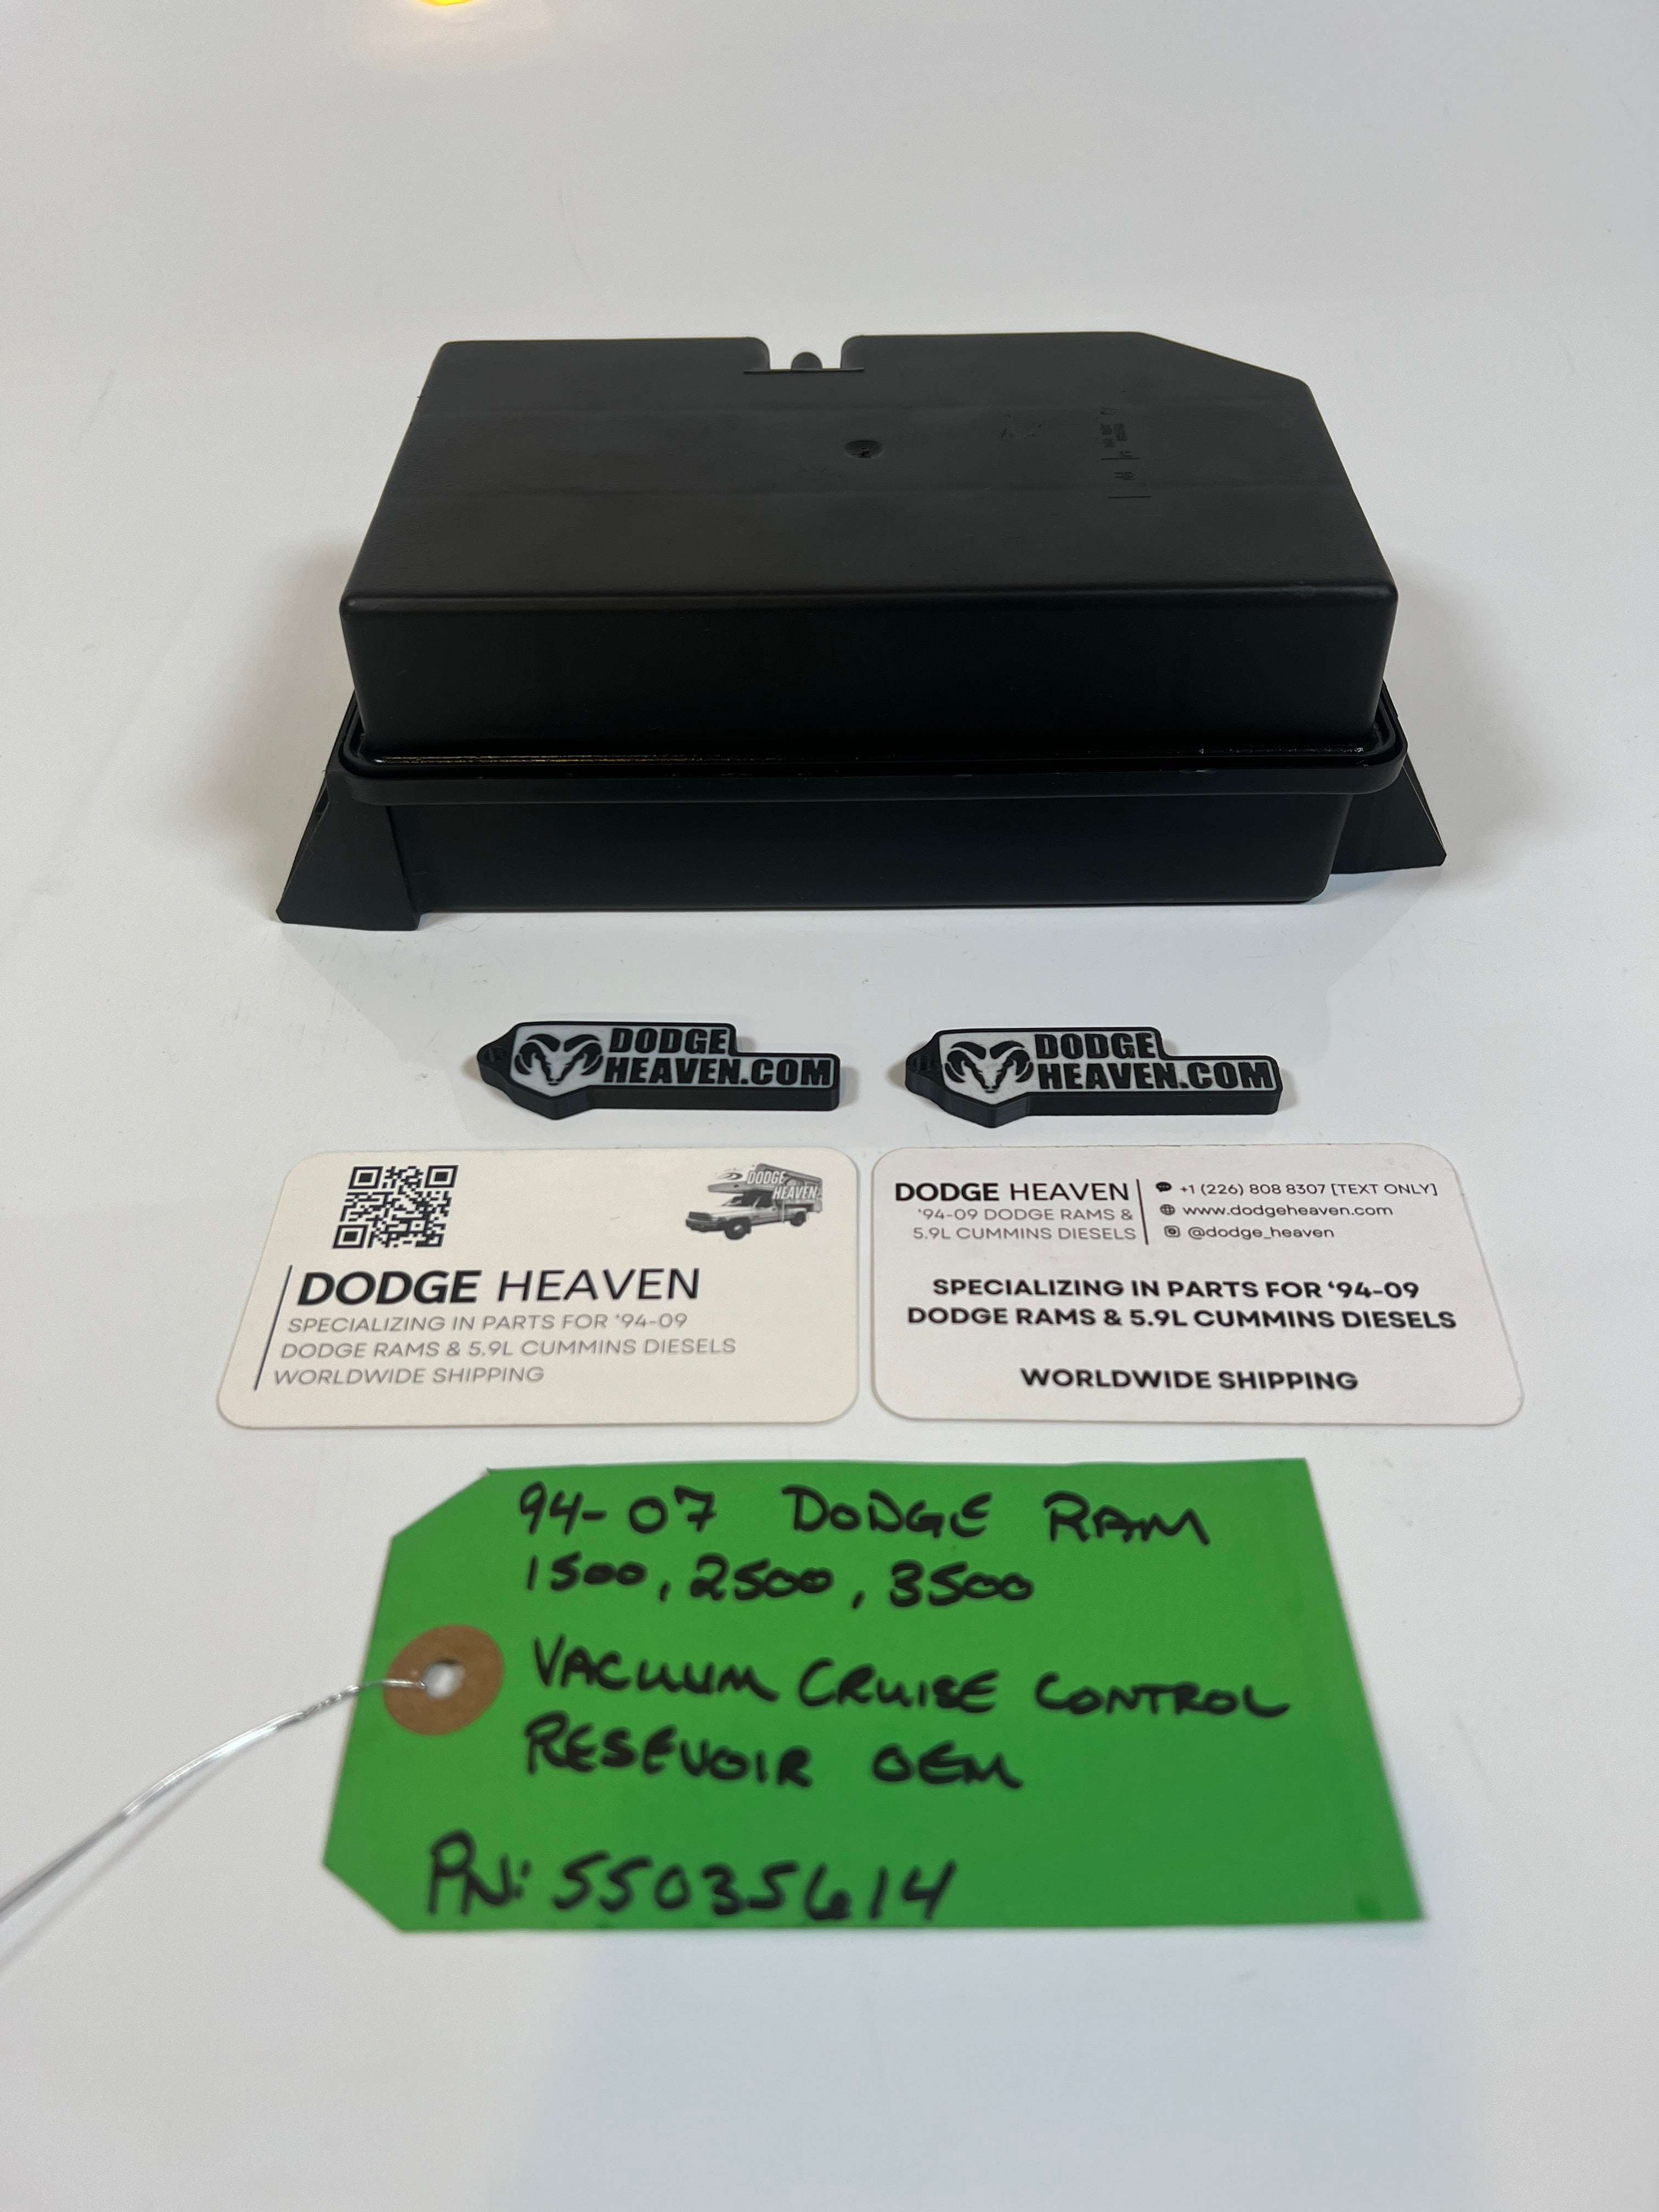 DODGE
HEAVEN.COM
DODGE
HEAVEN.COM
DODGE
HEAVEN
DODGE HEAVEN
SPECIALIZING IN PARTS FOR '94-09
DODGE RAMS & 5.9L CUMMINS DIESELS
WORLDWIDE SHIPPING
DODGE HEAVEN
'94-09 DODGE RAMS &
5.9L CUMMINS DIESELS
+1 (226) 808 8307 [TEXT ONLY]
www.dodgeheaven.com
@dodge_heaven
SPECIALIZING IN PARTS FOR '94-09
DODGE RAMS & 5.9L CUMMINS DIESELS
WORLDWIDE SHIPPING
94-07 DODGE RAM
1500, 2500, 3500
VACUUM CRUISE CONTROL
RESEVOIR OEM
PN: 55035614